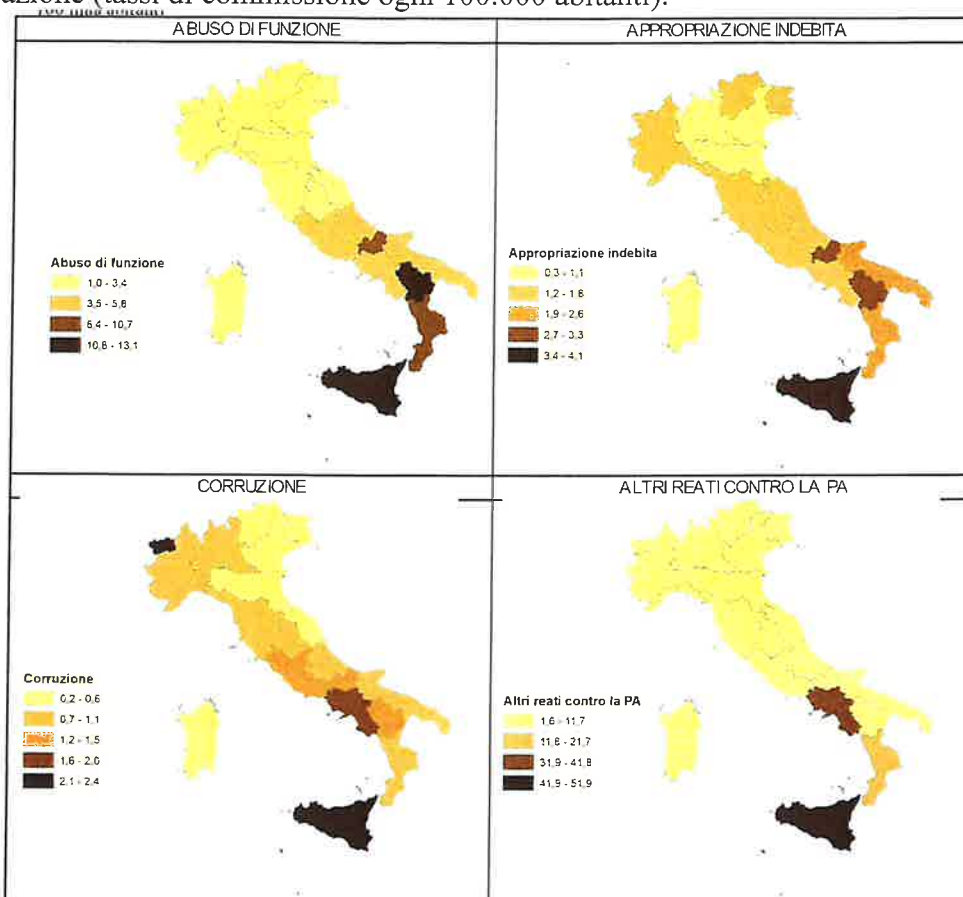 azione (tassi di commissione ogni 100.000 abitanti).
ABUSO DI FUNZIONE
APPROPRIAZIONE INDEBITA
Abuso di funzione
1,0 - 3,4
3,5 - 5,8
6,4 - 10,7
10,8 - 13,1
Appropriazione indebita
0,3 - 1,1
1,2 - 1,8
1,9 - 2,6
2,7 - 3,3
3,4 - 4,1
CORRUZIONE
ALTRI REATI CONTRO LA PA
Corruzione
0,2 - 0,6
0,7 - 1,1
1,2 - 1,5
1,6 - 2,0
2,1 - 2,4
Altri reati contro la PA
1,6 - 11,7
11,8 - 21,7
31,9 - 41,8
41,9 - 51,9